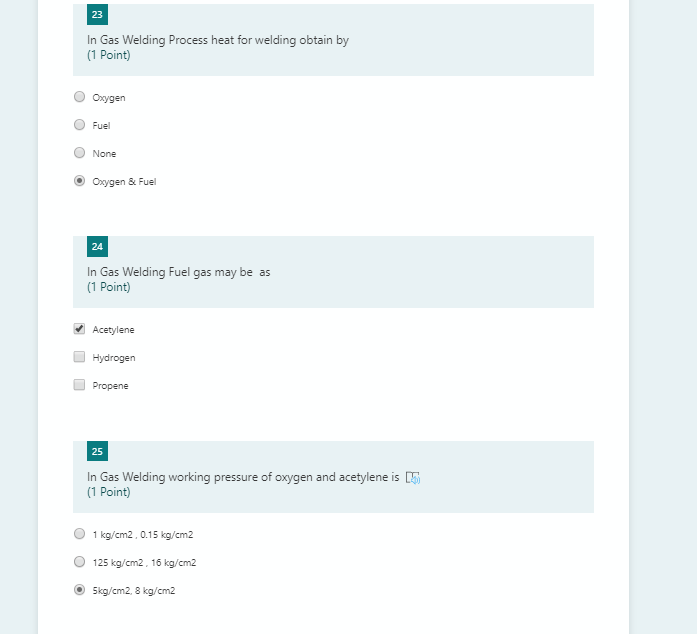 23
In Gas Welding Process heat for welding obtain by
(1 Point)
Oxygen
Fuel
None
Oxygen & Fuel
24
In Gas Welding Fuel gas may be as
(1 Point)
Acetylene
Hydrogen
Propene
25
In Gas Welding working pressure of oxygen and acetylene is
(1 Point)
1 kg/cm2 , 0.15 kg/cm2
125 kg/cm2 , 16 kg/cm2
5kg/cm2, 8 kg/cm2